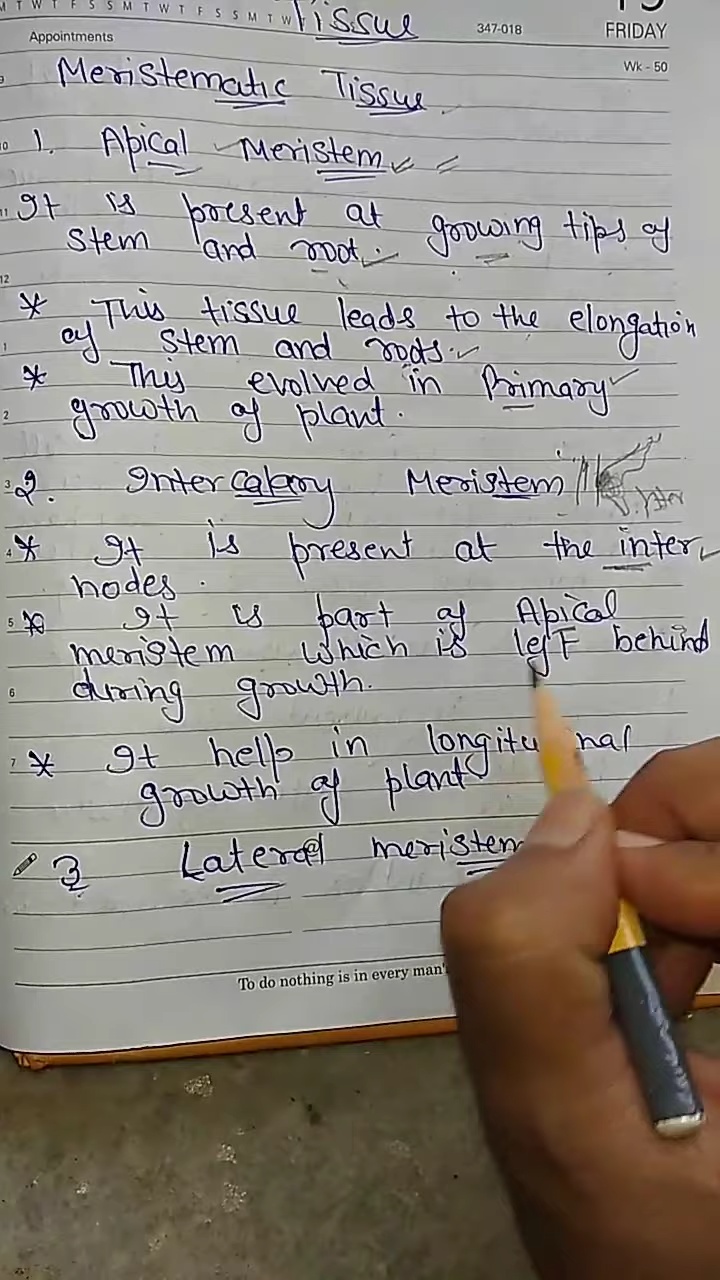 M T W T F S S M T W T F S S M T W
Tissue
347-018
FRIDAY
Appointments
Wk - 50
Meristematic Tissue
1. Apical Meristem
It is present at growing tips of
stem and root.
* This tissue leads to the elongation
of stem and roots.
* This evolved in Primary
growth of plant.
2. Intercalary Meristem
* It is present at the inter
nodes.
* It is part of Apical
meristem which is left behind
during growth.
* It help in longitu nal
growth of plant
3 Lateral meristem
To do nothing is in every man'